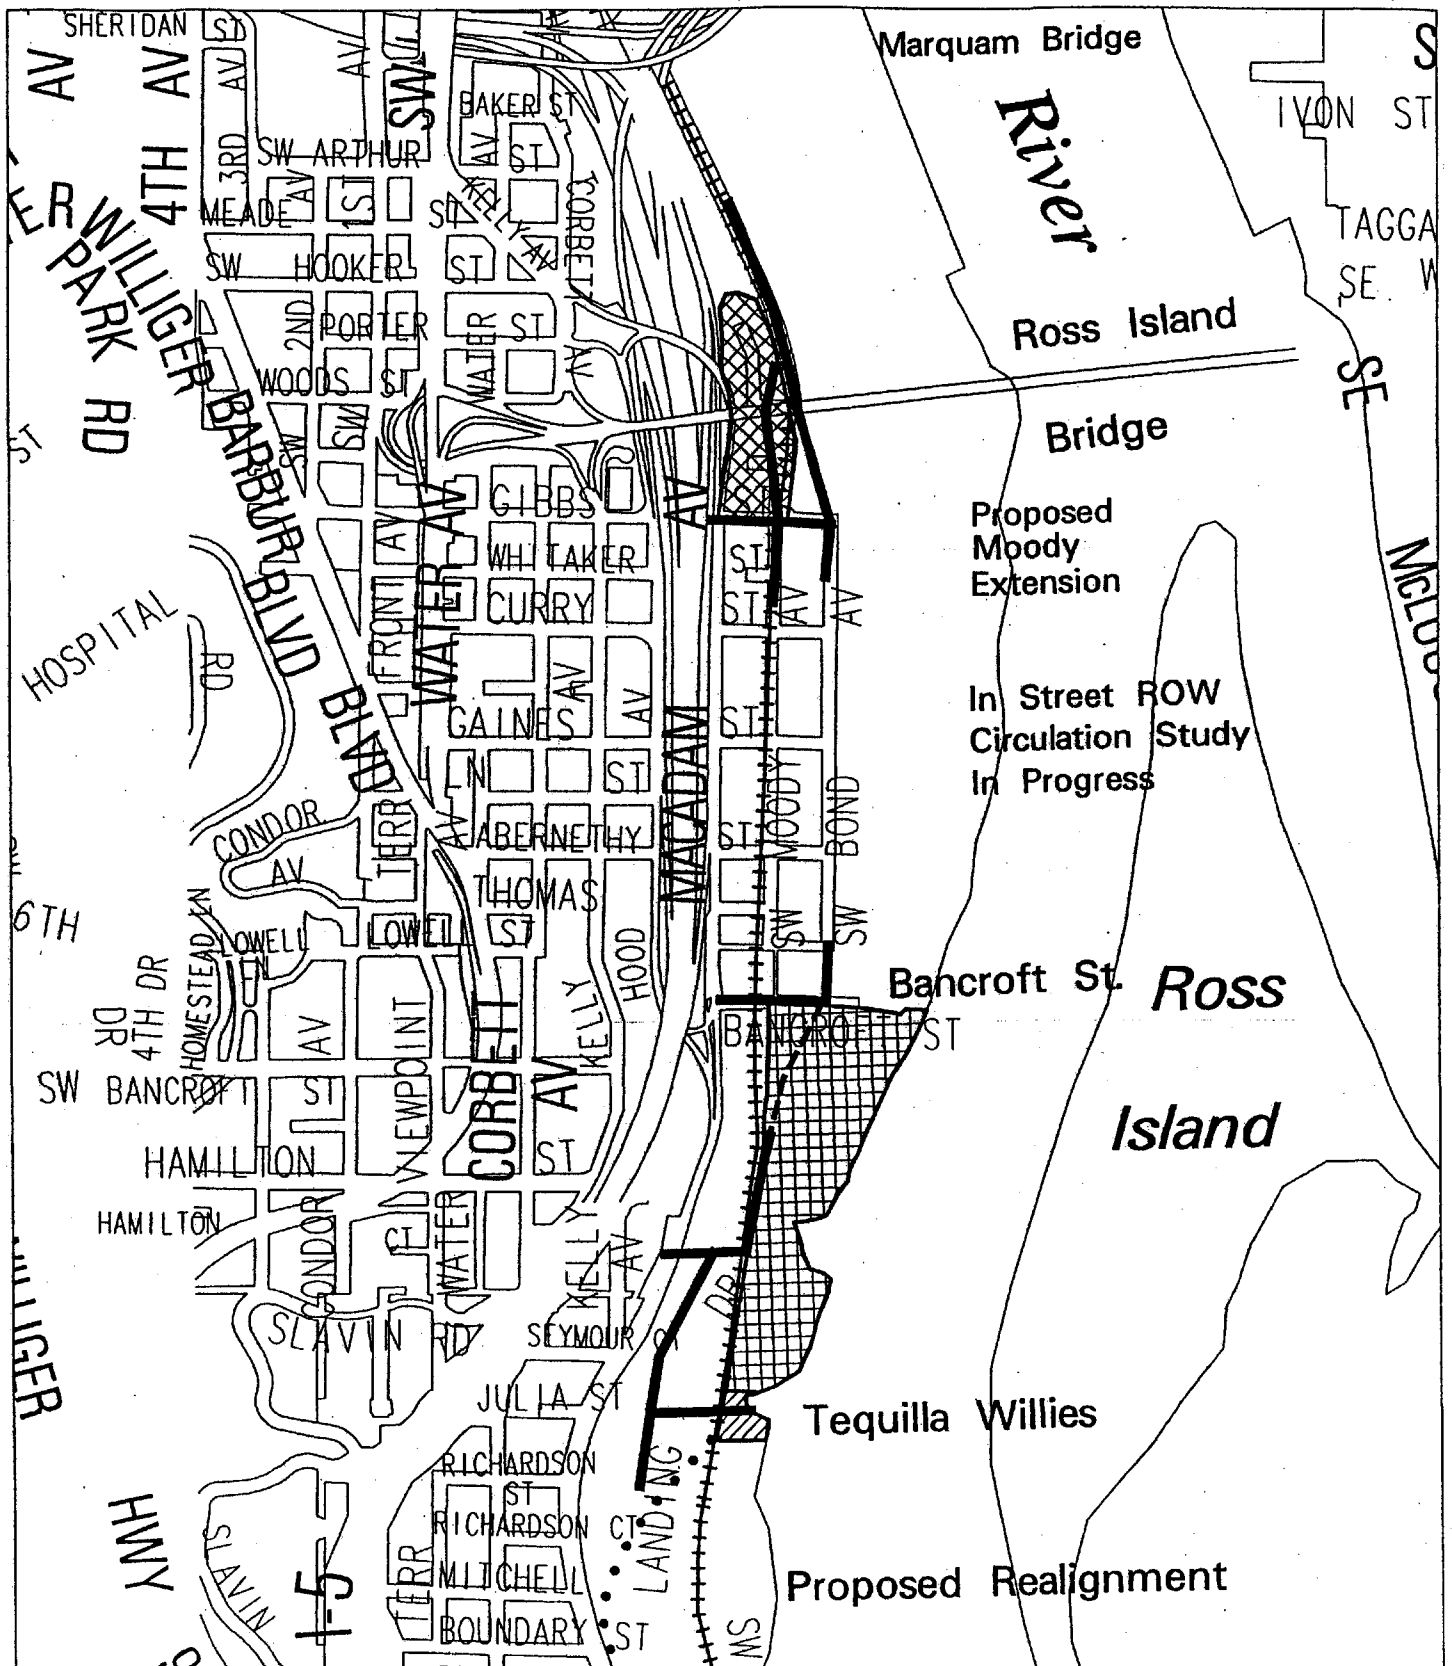 SHERIDAN ST
AV
AV
AV
AV
SW
Marquam Bridge
S
River
IVON ST
BAKER ST
4TH
3RD
SW ARTHUR
AV
ST
AV
1ST
MEADE
ST
KELLY AV
CORBETT
AV
TAGGA
SE
W
ER
WILLIGER
PARK
RD
SW HOOKER ST
2ND
PORTER ST
WATER
Ross Island
WOODS ST
SE
SW
SW
ST
BARBUR
BLVD
Bridge
AV
WATER AV
GIBBS
AV
ST
Proposed
Moody
Extension
WHITAKER
ST
CURRY
ST
AV
AV
FRONT
HOSPITAL
RD
BLVD
AV
AV
GAINES
ST
In Street ROW
Circulation Study
In Progress
MACADAM
LN
ST
MOODY
BOND
CONDOR
AV
TERR
AV
ABERNETHY
ST
THOMAS
6TH
HOMESTEAD LN
LOWELL
LN
LOWELL
ST
HOOD
SW
SW
4TH DR
DR
AV
VIEWPOINT
KELLY
Bancroft St.
Ross
Island
BANCROFT ST
SW BANCROFT ST
CORBETT
AV
HAMILTON
ST
HAMILTON
CONDOR
CT
WATER
KELLY
AV
DR
SLAVIN RD
SEYMOUR
JULIA ST
Tequilla Willies
RICHARDSON
ST
LANDING
RICHARDSON CT
HWY
SLAVIN
I-5
TERR
MITCHELL
Proposed Realignment
BOUNDARY ST
SW